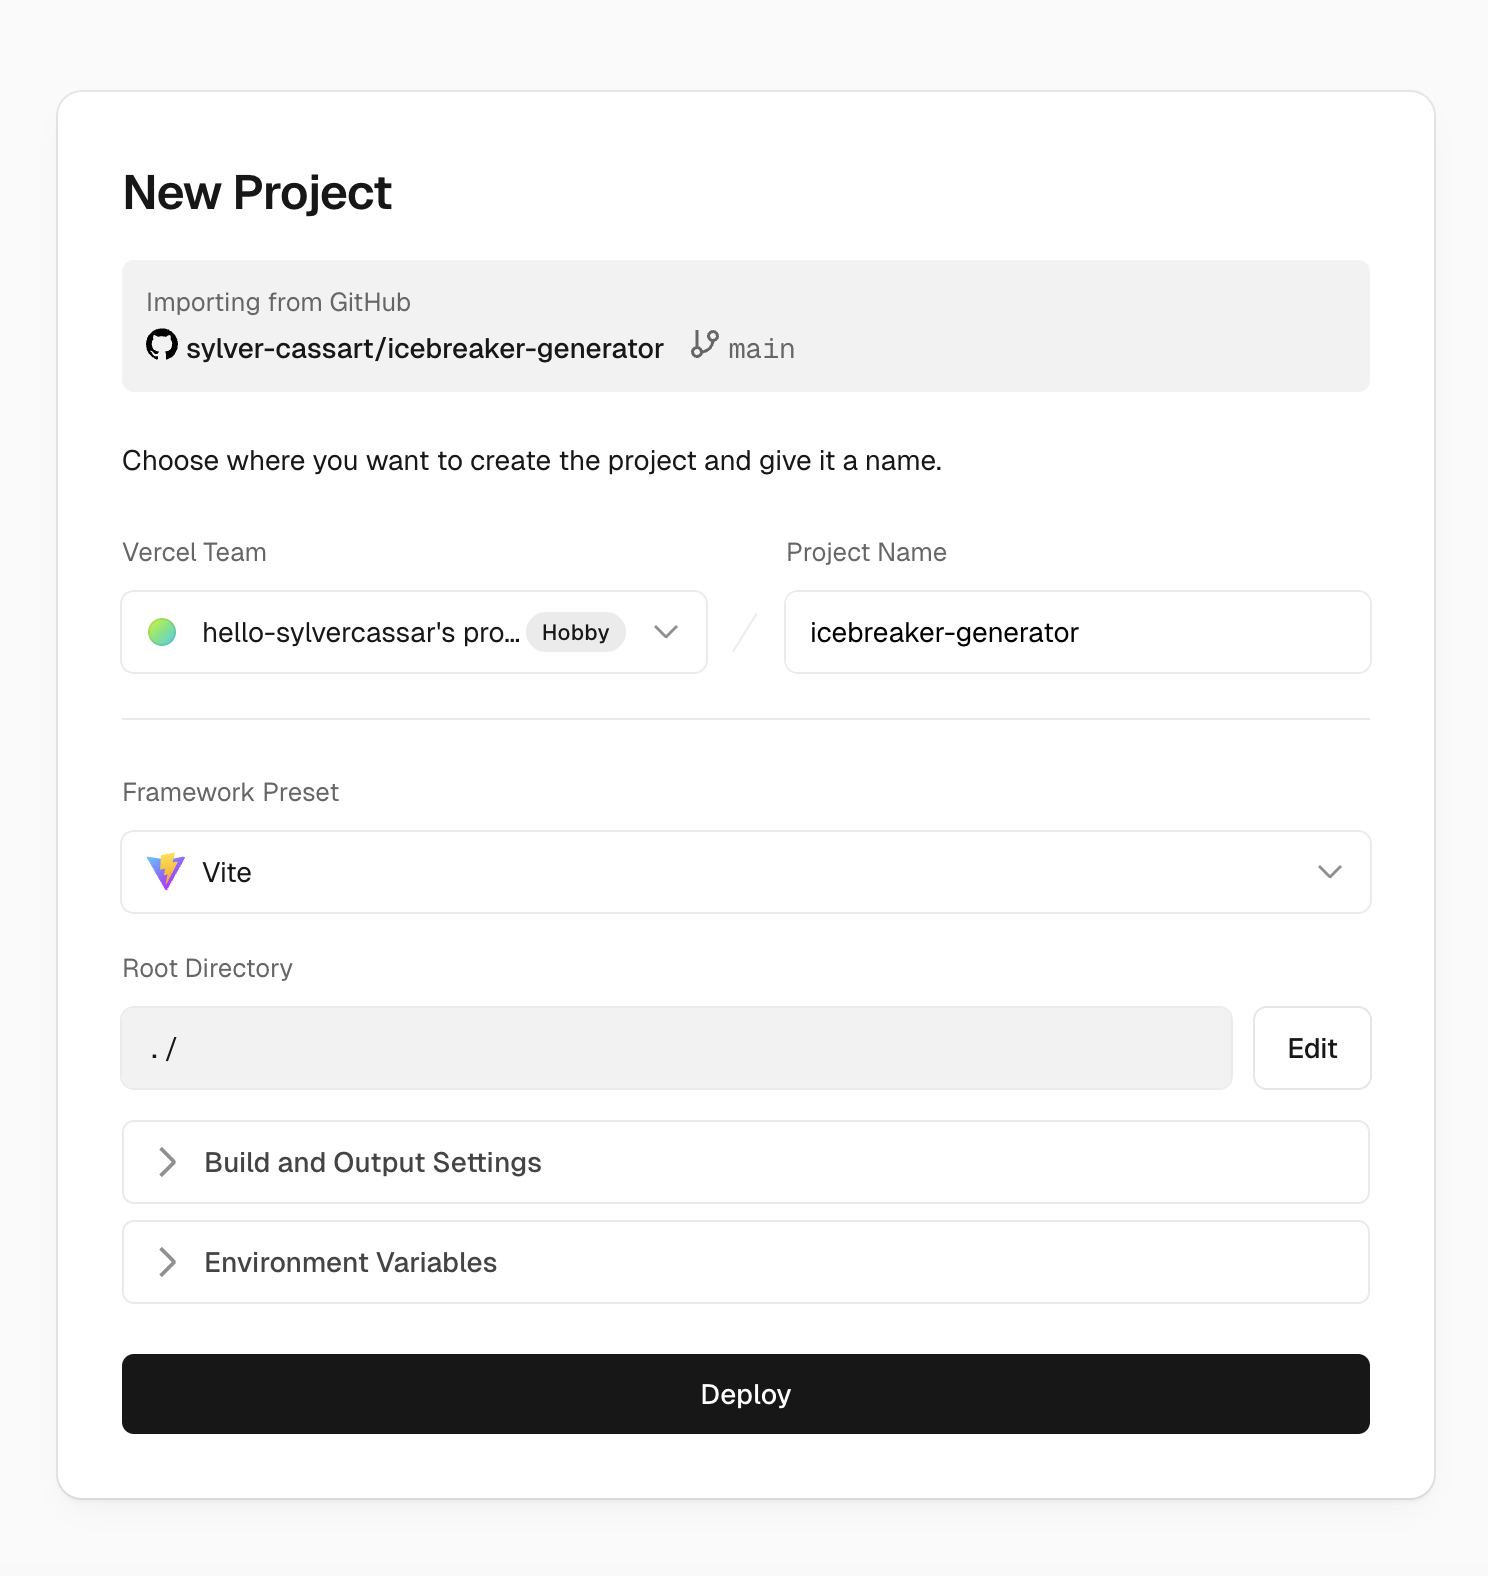 New Project
Importing from GitHub
sylver-cassart/icebreaker-generator main
Choose where you want to create the project and give it a name.
Vercel Team
Project Name
hello-sylvercassar's pro... Hobby / icebreaker-generator
Framework Preset
Vite
Root Directory
./
Edit
Build and Output Settings
Environment Variables
Deploy